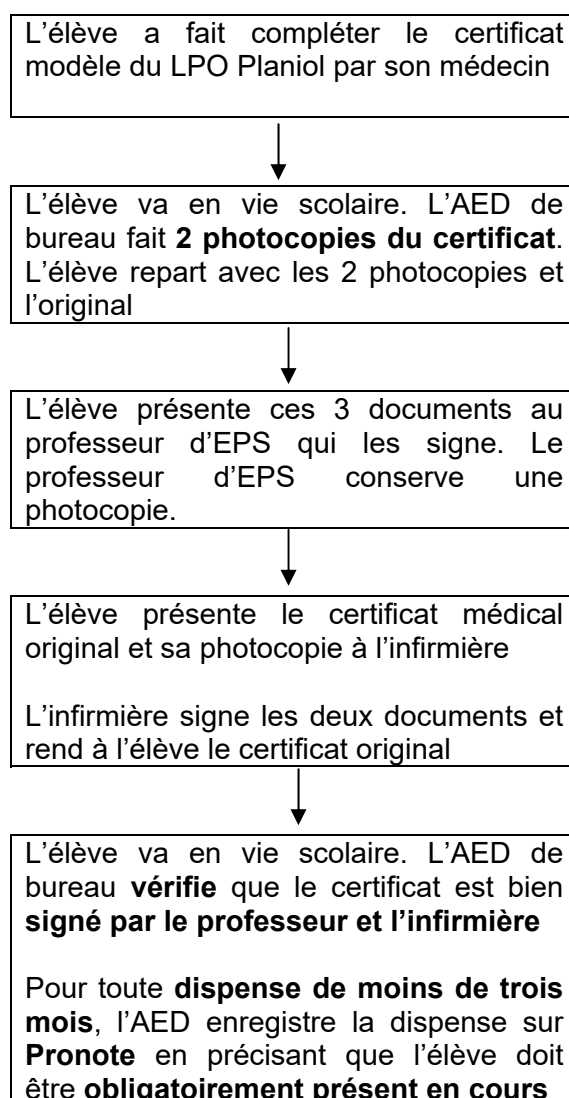 L’élève a fait compléter le certificat
modèle du LPO Planiol par son médecin
L’élève va en vie scolaire. L’AED de
bureau fait 2 photocopies du certificat.
L’élève repart avec les 2 photocopies et
l’original
L’élève présente ces 3 documents au
professeur d’EPS qui les signe. Le
professeur d’EPS conserve une
photocopie.
L’élève présente le certificat médical
original et sa photocopie à l’infirmière
L’infirmière signe les deux documents et
rend à l’élève le certificat original
L’élève va en vie scolaire. L’AED de
bureau vérifie que le certificat est bien
signé par le professeur et l’infirmière
Pour toute dispense de moins de trois
mois, l’AED enregistre la dispense sur
Pronote en précisant que l’élève doit
être obligatoirement présent en cours